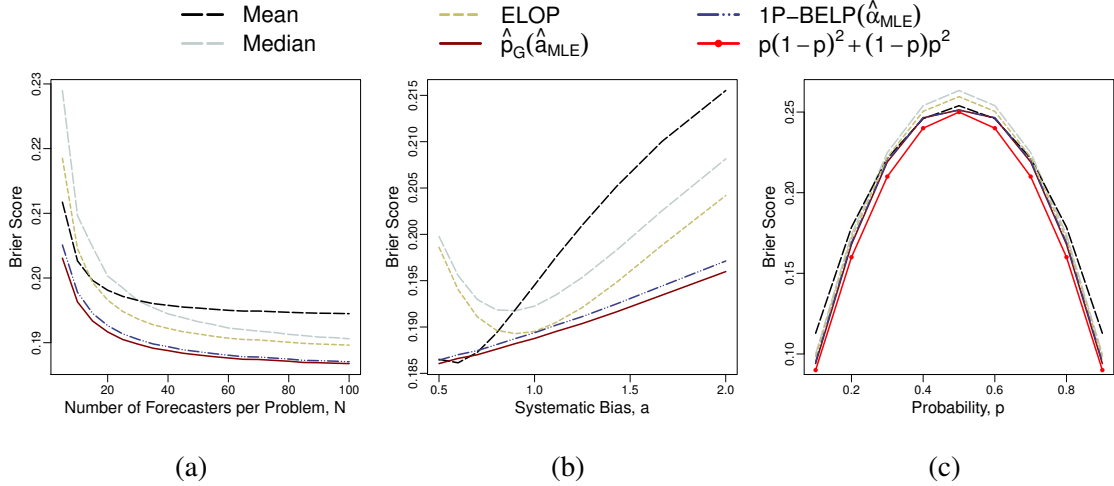 Mean
Median
ELOP
p̂G(âMLE)
1P−BELP(α̂MLE)
p(1−p)² + (1−p)p²
Brier Score
0.19 0.20 0.21 0.22 0.23
20 40 60 80 100
Number of Forecasters per Problem, N
(a)
Brier Score
0.185 0.190 0.195 0.200 0.205 0.210 0.215
0.5 1.0 1.5 2.0
Systematic Bias, a
(b)
Brier Score
0.10 0.15 0.20 0.25
0.2 0.4 0.6 0.8
Probability, p
(c)